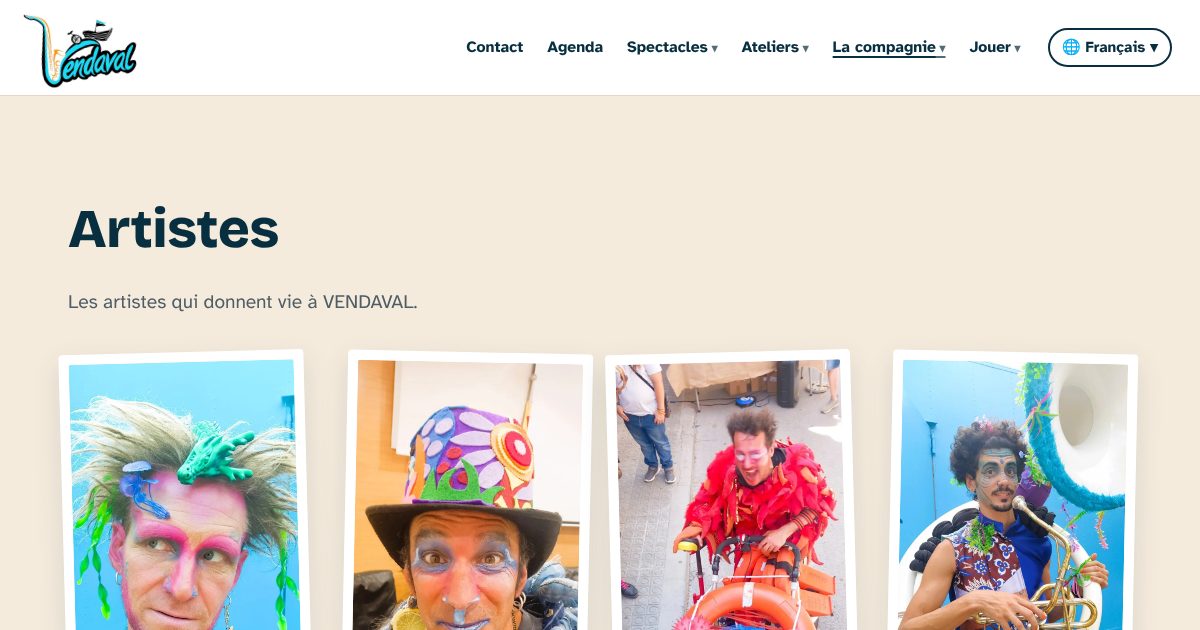 Vendaval
Contact Agenda Spectacles ▾ Ateliers ▾ La compagnie ▾ Jouer ▾ 🌐 Français ▾
Artistes
Les artistes qui donnent vie à VENDAVAL.